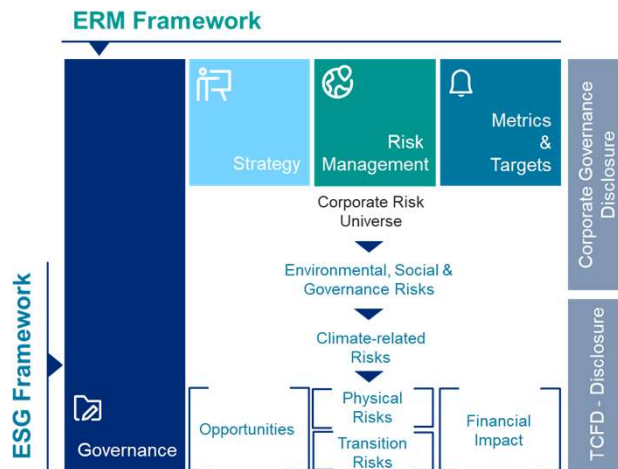 ERM Framework
Strategy
Risk
Management
Metrics
&
Targets
Corporate Governance
Disclosure
Corporate Risk
Universe
Environmental, Social &
Governance Risks
Climate-related
Risks
ESG Framework
Governance
Opportunities
Physical
Risks
Transition
Risks
Financial
Impact
TCFD - Disclosure